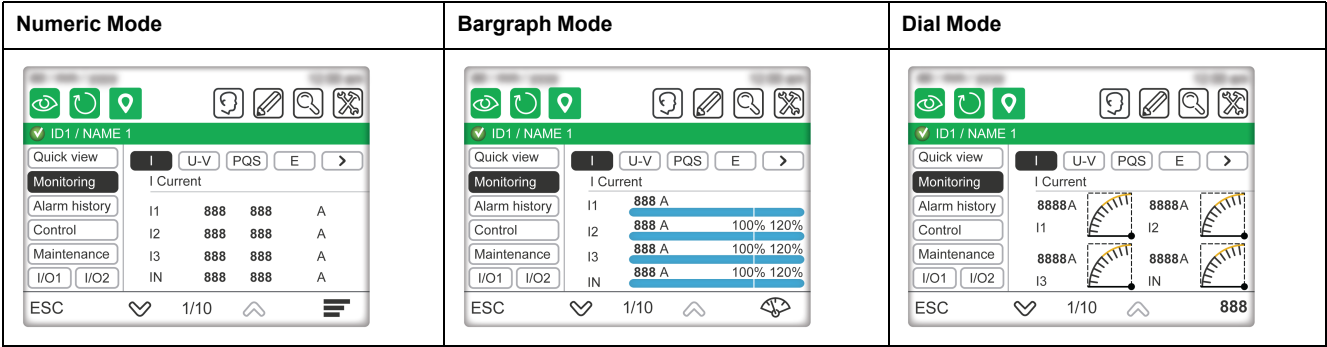 Numeric Mode
ID1 / NAME 1
Quick view
I U-V PQS E >
Monitoring
I Current
Alarm history
I1 888 888 A
Control
I2 888 888 A
Maintenance
I3 888 888 A
I/O1 I/O2
IN 888 888 A
ESC 1/10
Bargraph Mode
ID1 / NAME 1
Quick view
I U-V PQS E >
Monitoring
I Current
Alarm history
888 A
I1
Control
888 A 100% 120%
I2
Maintenance
888 A 100% 120%
I3
I/O1 I/O2
888 A 100% 120%
IN
ESC 1/10
Dial Mode
ID1 / NAME 1
Quick view
I U-V PQS E >
Monitoring
I Current
Alarm history
8888A 8888A
I1 I2
Control
Maintenance
8888A 8888A
I/O1 I/O2
I3 IN
ESC 1/10 888